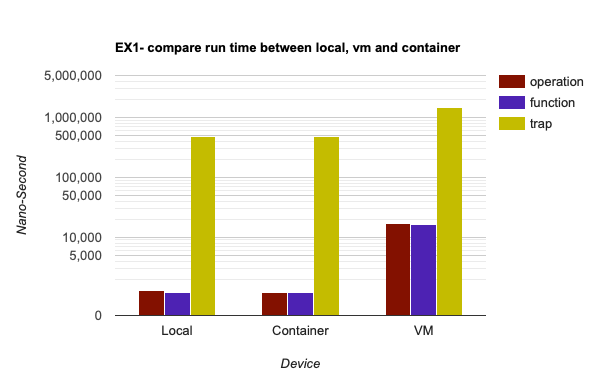 EX1- compare run time between local, vm and container
5,000,000
1,000,000
500,000
100,000
50,000
10,000
5,000
0
Nano-Second
Local
Container
VM
Device
operation
function
trap